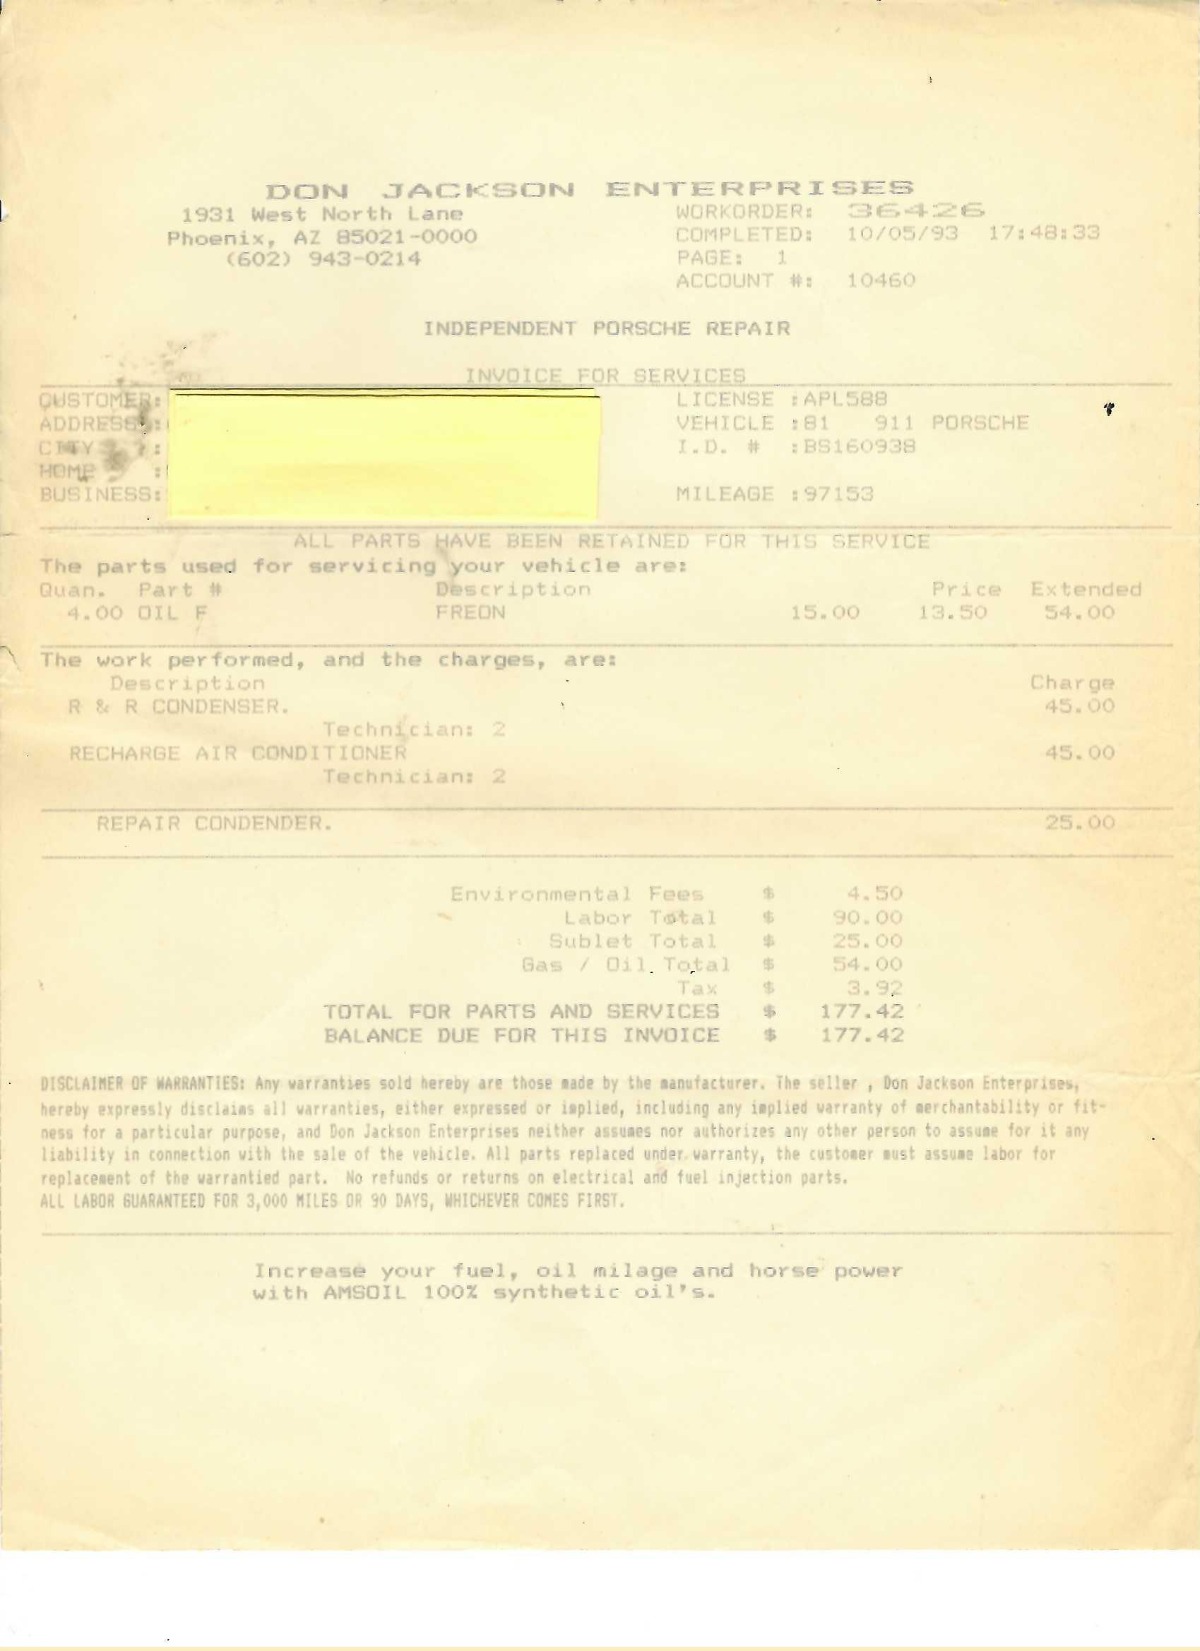 DON JACKSON ENTERPRISES
1931 West North Lane
Phoenix, AZ 85021-0000
(602) 943-0214
WORKORDER: 36426
COMPLETED: 10/05/93 17:48:33
PAGE: 1
ACCOUNT #: 10460
INDEPENDENT PORSCHE REPAIR
INVOICE FOR SERVICES
CUSTOMER: LICENSE :APL588
ADDRESS : VEHICLE :81 911 PORSCHE
CITY : I.D. # :BS160938
HOME :
BUSINESS: MILEAGE :97153
ALL PARTS HAVE BEEN RETAINED FOR THIS SERVICE
The parts used for servicing your vehicle are:
Quan. Part # Description Price Extended
4.00 OIL F FREON 15.00 13.50 54.00
The work performed, and the charges, are:
Description Charge
R & R CONDENSER. 45.00
Technician: 2
RECHARGE AIR CONDITIONER 45.00
Technician: 2
REPAIR CONDENDER. 25.00
Environmental Fees $ 4.50
Labor Total $ 90.00
Sublet Total $ 25.00
Gas / Oil Total $ 54.00
Tax $ 3.92
TOTAL FOR PARTS AND SERVICES $ 177.42
BALANCE DUE FOR THIS INVOICE $ 177.42
DISCLAIMER OF WARRANTIES: Any warranties sold hereby are those made by the manufacturer. The seller , Don Jackson Enterprises,
hereby expressly disclaims all warranties, either expressed or implied, including any implied warranty of merchantability or fit-
ness for a particular purpose, and Don Jackson Enterprises neither assumes nor authorizes any other person to assume for it any
liability in connection with the sale of the vehicle. All parts replaced under warranty, the customer must assume labor for
replacement of the warrantied part. No refunds or returns on electrical and fuel injection parts.
ALL LABOR GUARANTEED FOR 3,000 MILES OR 90 DAYS, WHICHEVER COMES FIRST.
Increase your fuel, oil milage and horse power
with AMSOIL 100% synthetic oil's.